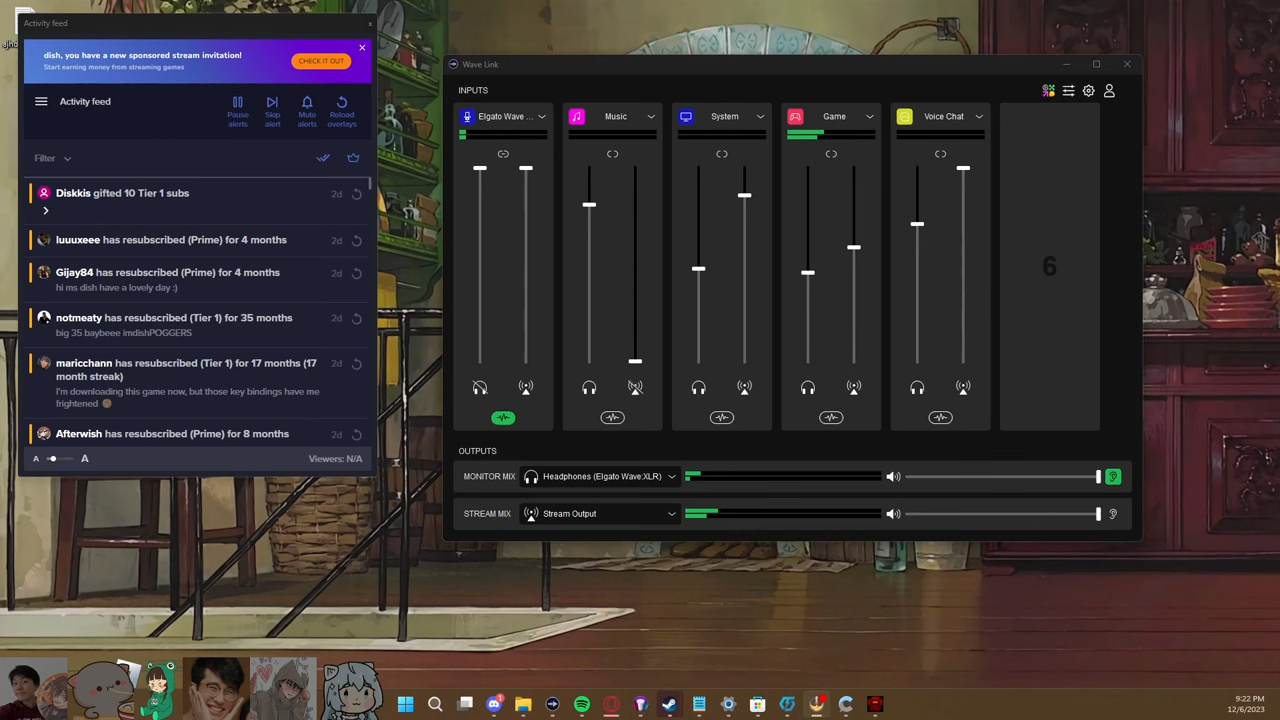 Activity feed
x
dish, you have a new sponsored stream invitation!
Start earning money from streaming games
CHECK IT OUT
Activity feed
Pause alerts
Skip alert
Mute alerts
Reload overlays
Filter
Diskkis gifted 10 Tier 1 subs
2d
luuuxeee has resubscribed (Prime) for 4 months
2d
Gijay84 has resubscribed (Prime) for 4 months
2d
hi ms dish have a lovely day :)
notmeaty has resubscribed (Tier 1) for 35 months
2d
big 35 baybeee imdishPOGGERS
maricchann has resubscribed (Tier 1) for 17 months (17
month streak)
2d
I'm downloading this game now, but those key bindings have me
frightened
Afterwish has resubscribed (Prime) for 8 months
2d
A A
Viewers: N/A
Wave Link
INPUTS
Elgato Wave ...
Music
System
Game
Voice Chat
6
OUTPUTS
MONITOR MIX
Headphones (Elgato Wave:XLR)
STREAM MIX
Stream Output
9:22 PM
12/6/2023